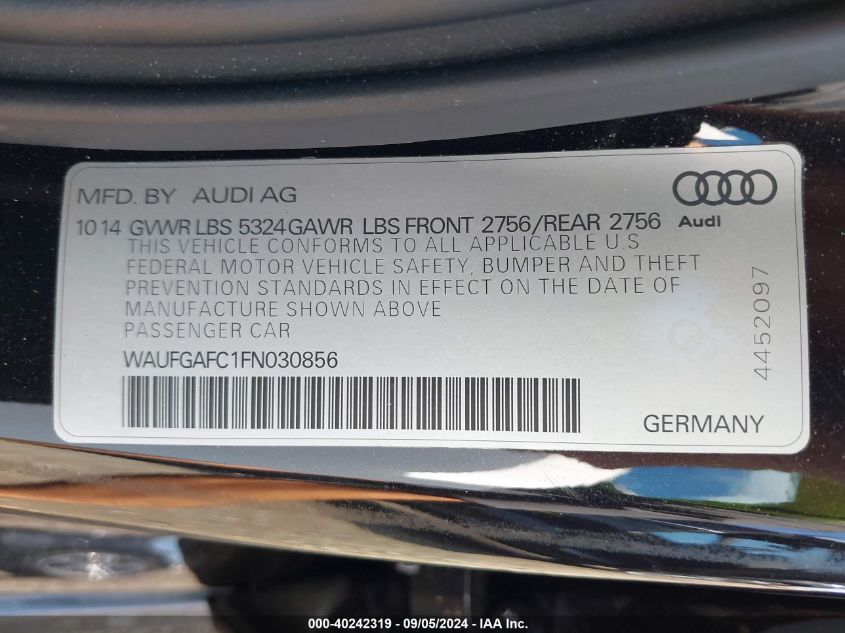 MFD. BY AUDI AG
10 14 GVWR LBS 5324 GAWR LBS FRONT 2756/REAR 2756
Audi
THIS VEHICLE CONFORMS TO ALL APPLICABLE U.S.
FEDERAL MOTOR VEHICLE SAFETY, BUMPER AND THEFT
PREVENTION STANDARDS IN EFFECT ON THE DATE OF
MANUFACTURE SHOWN ABOVE
PASSENGER CAR
WAUFGAFC1FN030856
4452097
GERMANY
000-40242319 - 09/05/2024 - IAA Inc.